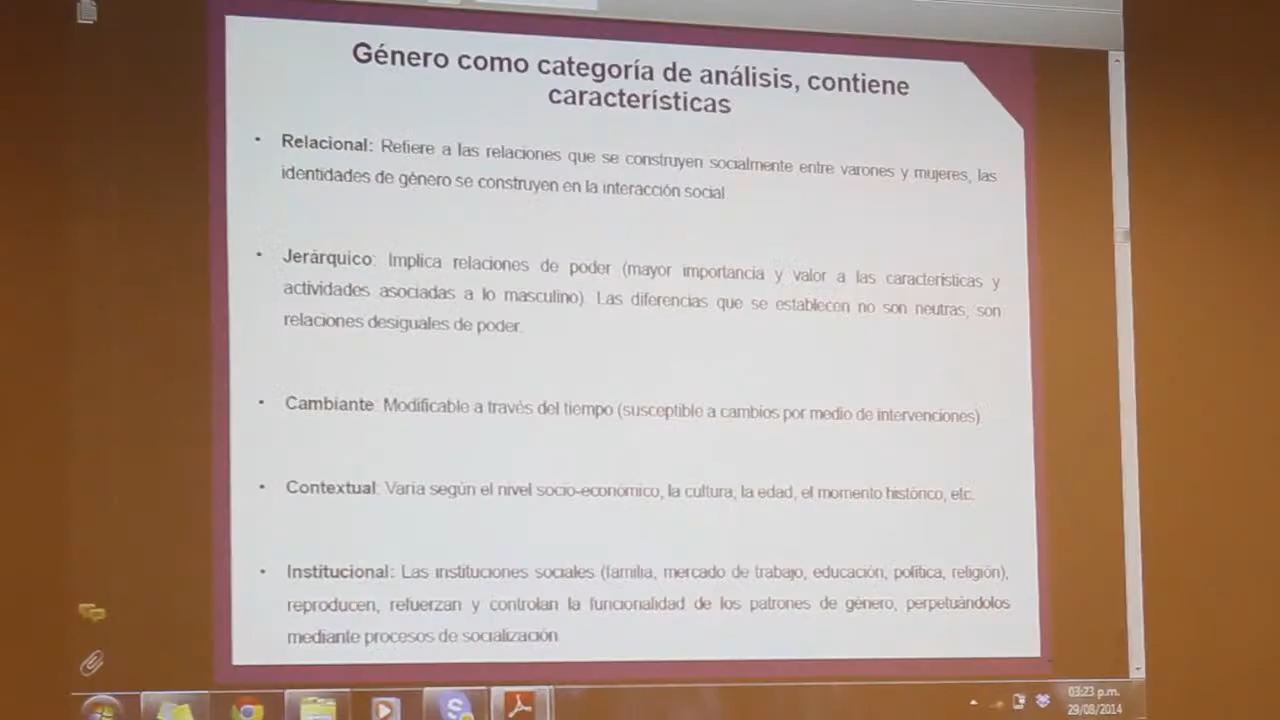 Género como categoría de análisis, contiene
características
• Relacional: Refiere a las relaciones que se construyen socialmente entre varones y mujeres, las
identidades de género se construyen en la interacción social
• Jerárquico: Implica relaciones de poder (mayor importancia y valor a las características y
actividades asociadas a lo masculino). Las diferencias que se establecen no son neutras, son
relaciones desiguales de poder.
• Cambiante: Modificable a través del tiempo (susceptible a cambios por medio de intervenciones).
• Contextual: Varía según el nivel socio-económico, la cultura, la edad, el momento histórico, etc.
• Institucional: Las instituciones sociales (familia, mercado de trabajo, educación, política, religión),
reproducen, refuerzan y controlan la funcionalidad de los patrones de género, perpetuándolos
mediante procesos de socialización
03:23 p.m.
29/08/2014